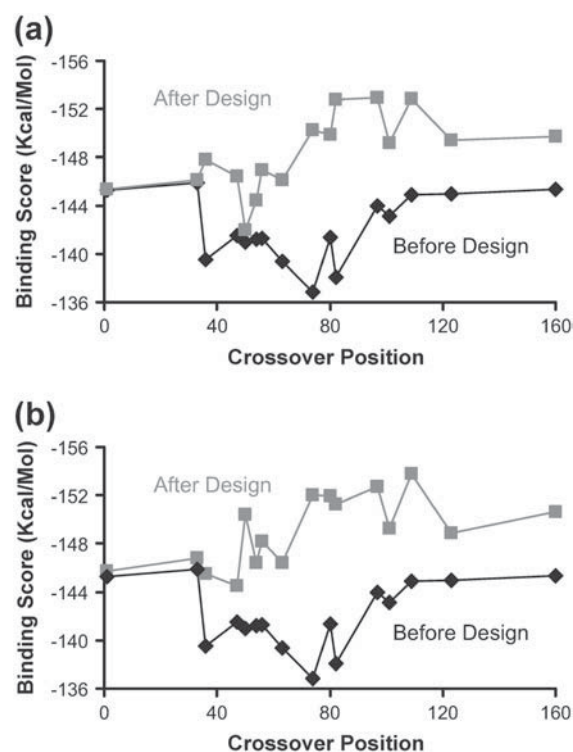 (a)
-156
-152
-148
-144
-140
-136
Binding Score (Kcal/Mol)
After Design
Before Design
0 40 80 120 160
Crossover Position
(b)
-156
-152
-148
-144
-140
-136
Binding Score (Kcal/Mol)
After Design
Before Design
0 40 80 120 160
Crossover Position